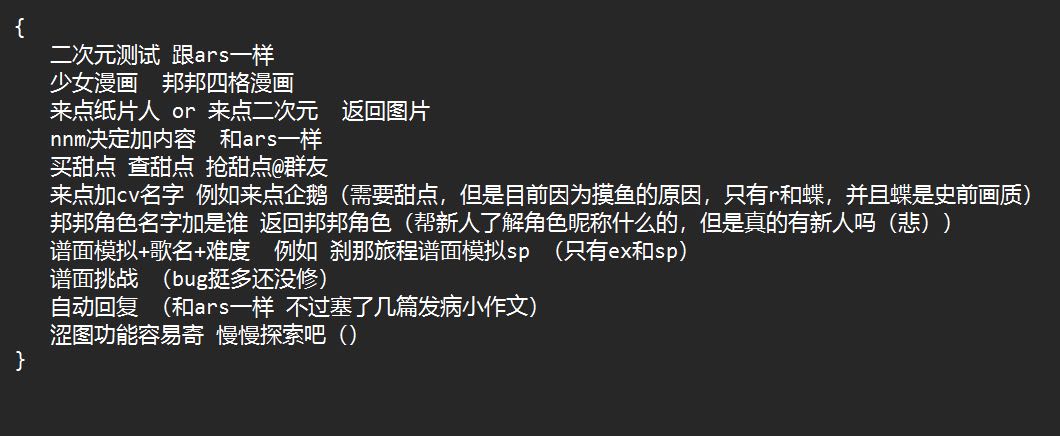 {
二次元测试 跟ars一样
少女漫画  邦邦四格漫画
来点纸片人 or 来点二次元  返回图片
nnm决定加内容  和ars一样
买甜点 查甜点 抢甜点@群友
来点加cv名字 例如来点企鹅（需要甜点，但是目前因为摸鱼的原因，只有r和蝶，并且蝶是史前画质）
邦邦角色名字加是谁 返回邦邦角色（帮新人了解角色昵称什么的，但是真的有新人吗（悲））
谱面模拟+歌名+难度  例如 刹那旅程谱面模拟sp （只有ex和sp）
谱面挑战 （bug挺多还没修）
自动回复 （和ars一样 不过塞了几篇发病小作文）
涩图功能容易寄 慢慢探索吧（）
}